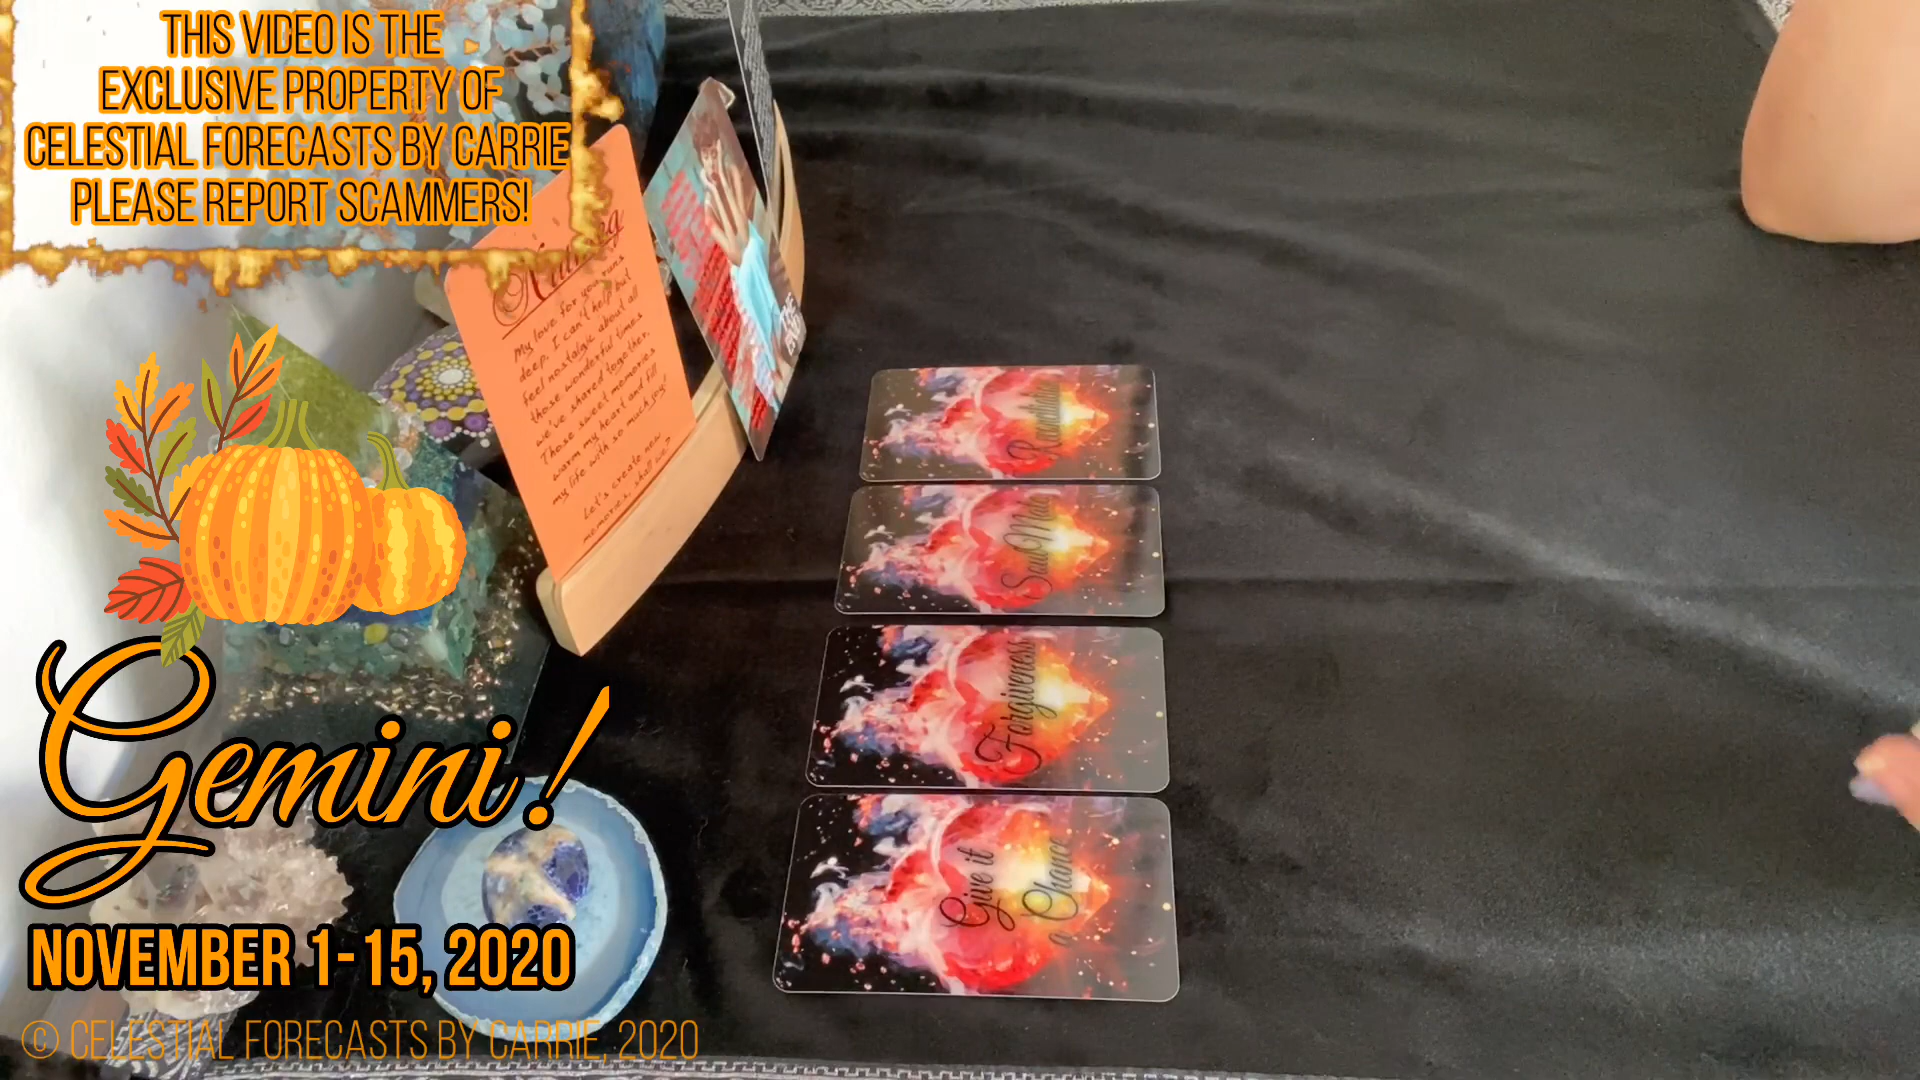 THIS VIDEO IS THE
EXCLUSIVE PROPERTY OF
CELESTIAL FORECASTS BY CARRIE
PLEASE REPORT SCAMMERS!
My love for you runs
deep. I can't help but
feel nostalgic about all
those wonderful times
we've shared together.
Those sweet memories
warm my heart and fill
my life with so much joy!
Let's create new
memories, shall we?
THE
END
Soul Mate
Forgiveness
Give it
a Chance
Gemini!
NOVEMBER 1-15, 2020
© CELESTIAL FORECASTS BY CARRIE, 2020